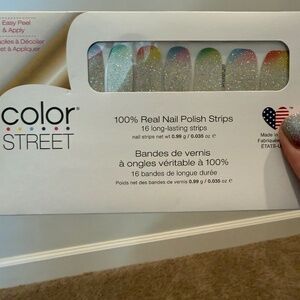 Easy Peel
& Apply
à Décoller
et à Appliquer
color
STREET
100% Real Nail Polish Strips
16 long-lasting strips
nail strips net wt 0.99 g / 0.035 oz e
Bandes de vernis
à ongles véritable à 100%
16 bandes de longue durée
Poids net des bandes de vernis 0.99 g / 0.035 oz e
Made in
Fabriqué
ÉTATS-U